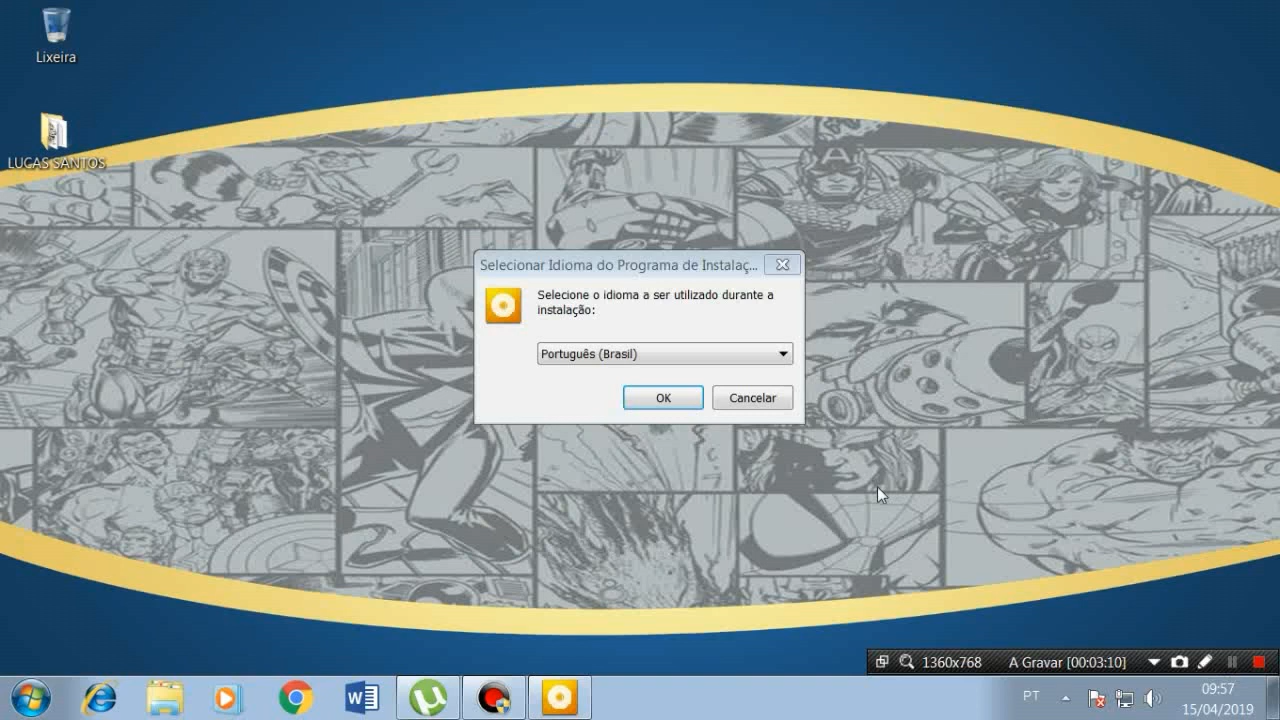 Lixeira
LUCAS SANTOS
Selecionar Idioma do Programa de Instalaç...
Selecione o idioma a ser utilizado durante a
instalação:
Português (Brasil)
OK
Cancelar
1360x768
A Gravar [00:03:10]
PT
09:57
15/04/2019